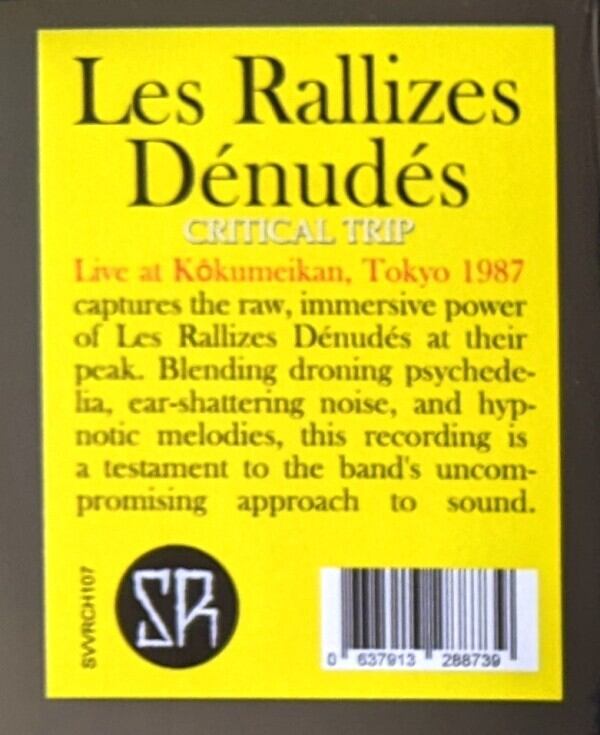 Les Rallizes
Dénudés
CRITICAL TRIP
Live at Kôkumeikan, Tokyo 1987
captures the raw, immersive power
of Les Rallizes Dénudés at their
peak. Blending droning psychede-
lia, ear-shattering noise, and hyp-
notic melodies, this recording is
a testament to the band's uncom-
promising approach to sound.
SVVRCH107
SR
0 637913 288739